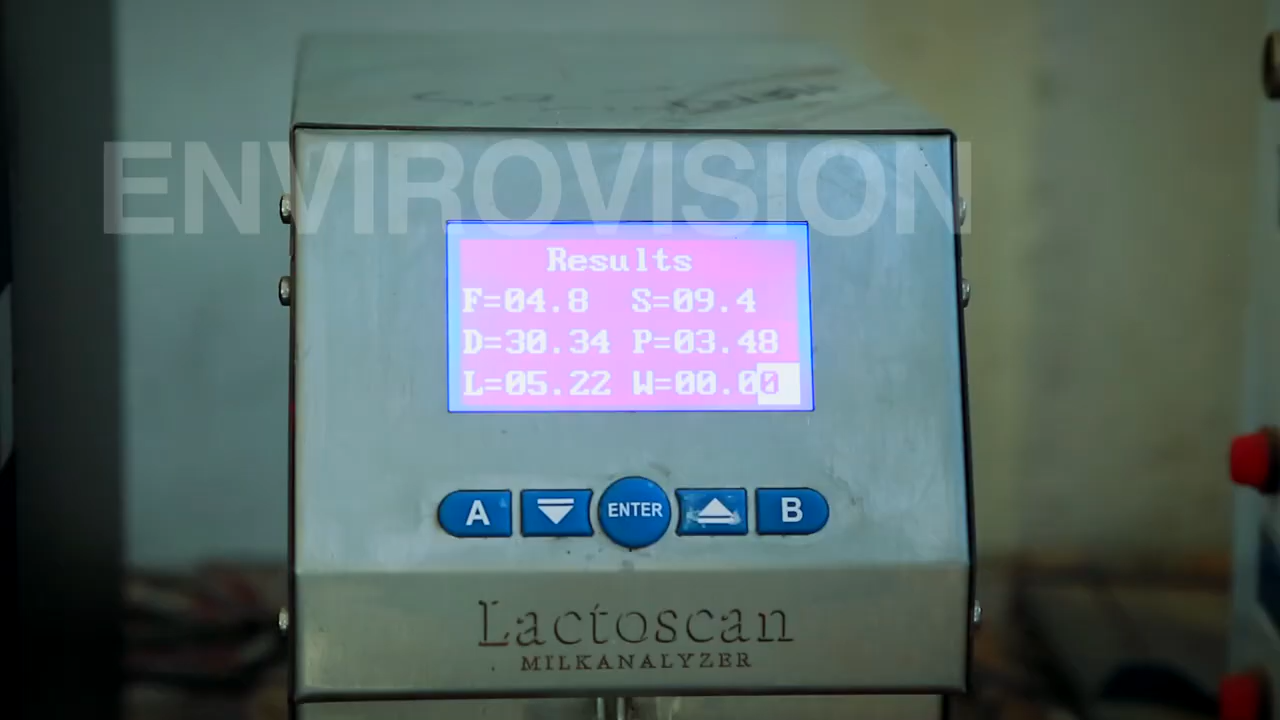 ENVIROVISION
Results
F=04.8 S=09.4
D=30.34 P=03.48
L=05.22 W=00.00
A ENTER B
Lactoscan
MILKANALYZER